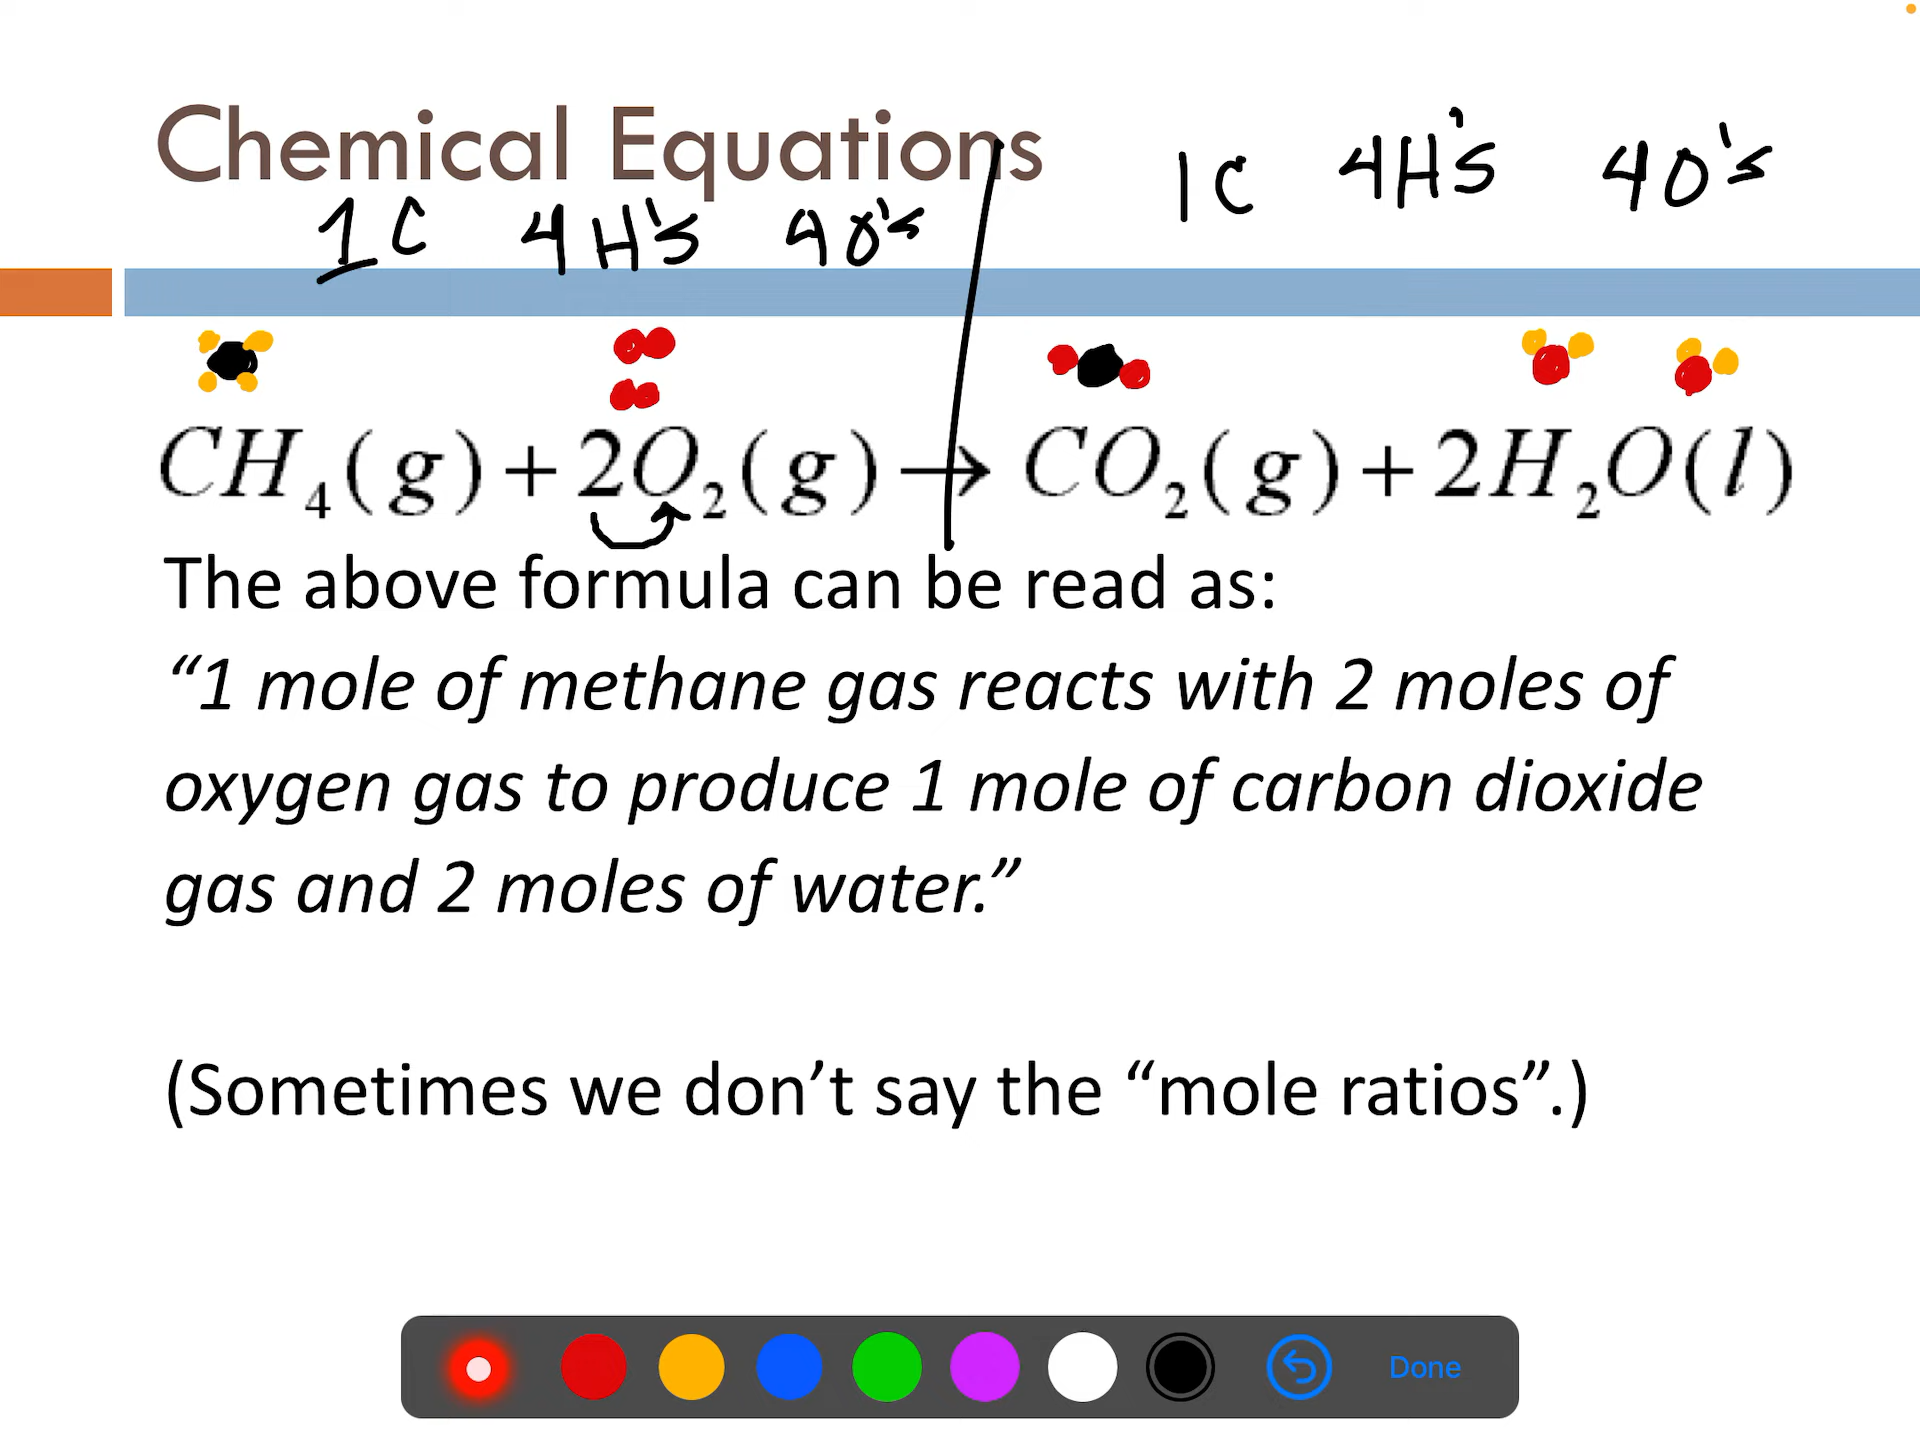 Chemical Equations
1C 4H's 4O's
1C 4H's 4O's
CH₄(g) + 2O₂(g) → CO₂(g) + 2H₂O(l)
The above formula can be read as:
“1 mole of methane gas reacts with 2 moles of
oxygen gas to produce 1 mole of carbon dioxide
gas and 2 moles of water.”
(Sometimes we don’t say the “mole ratios”.)
Done